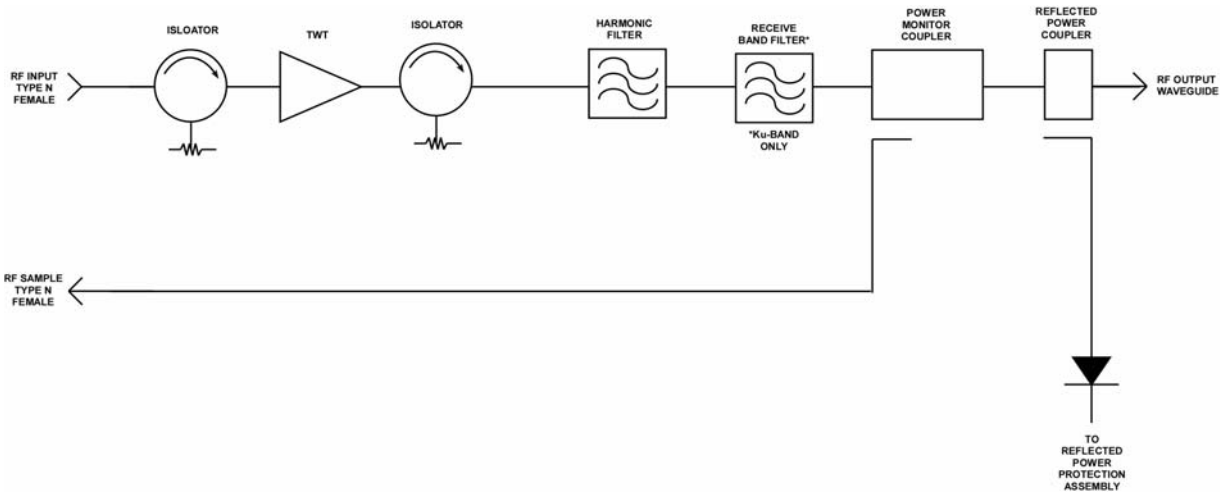 ISLOATOR
TWT
ISOLATOR
HARMONIC
FILTER
RECEIVE
BAND FILTER*
POWER
MONITOR
COUPLER
REFLECTED
POWER
COUPLER
RF INPUT
TYPE N
FEMALE
RF OUTPUT
WAVEGUIDE
*Ku-BAND
ONLY
RF SAMPLE
TYPE N
FEMALE
TO
REFLECTED
POWER
PROTECTION
ASSEMBLY